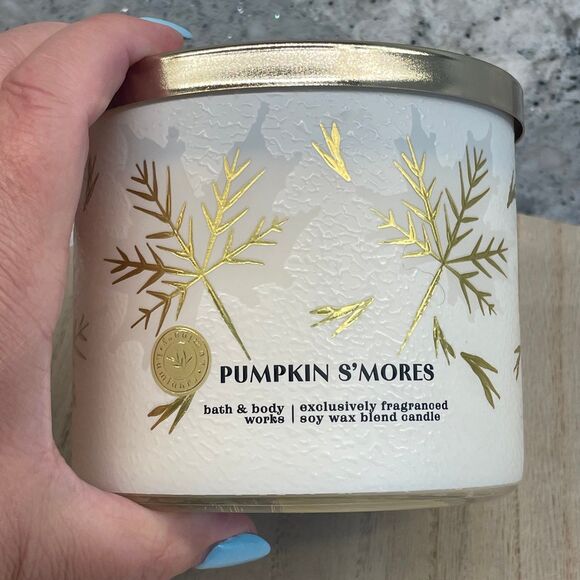 PUMPKIN S'MORES
bath & body works | exclusively fragranced soy wax blend candle